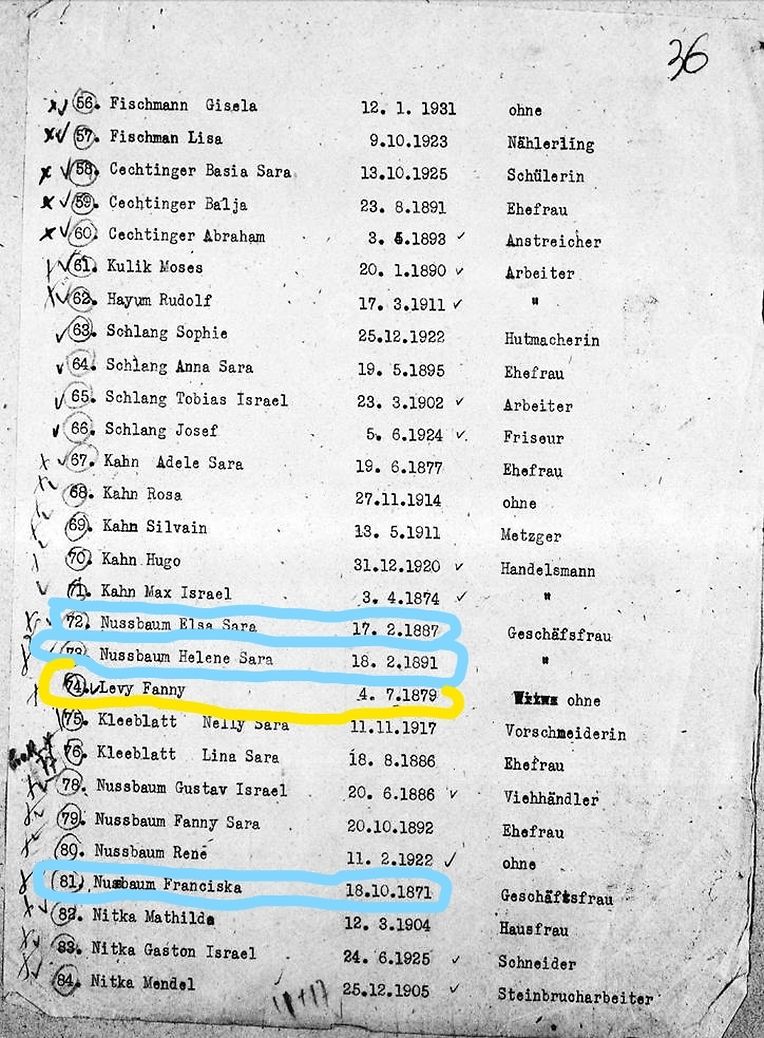 36
56. Fischmann Gisela 12. 1. 1931 ohne
57. Fischman Lisa 9.10.1923 Nählerling
58. Cechtinger Basia Sara 13.10.1925 Schülerin
59. Cechtinger Balja 23. 8.1891 Ehefrau
60. Cechtinger Abraham 3. 6.1893 Anstreicher
61. Kulik Moses 20. 1.1890 Arbeiter
62. Hayum Rudolf 17. 3.1911 "
63. Schlang Sophie 25.12.1922 Hutmacherin
64. Schlang Anna Sara 19. 5.1895 Ehefrau
65. Schlang Tobias Israel 23. 3.1902 Arbeiter
66. Schlang Josef 5. 6.1924 Friseur
67. Kahn Adele Sara 19. 6.1877 Ehefrau
68. Kahn Rosa 27.11.1914 ohne
69. Kahn Silvain 13. 5.1911 Metzger
70. Kahn Hugo 31.12.1920 Handelsmann
71. Kahn Max Israel 3. 4.1874 "
72. Nussbaum Elsa Sara 17. 2.1887 Geschäfsfrau
73. Nussbaum Helene Sara 18. 2.1891 "
74. Levy Fanny 4. 7.1879 ohne
75. Kleeblatt Nelly Sara 11.11.1917 Vorschneiderin
76. Kleeblatt Lina Sara 18. 8.1886 Ehefrau
78. Nussbaum Gustav Israel 20. 6.1886 Viehhändler
79. Nussbaum Fanny Sara 20.10.1892 Ehefrau
80. Nussbaum René 11. 2.1922 ohne
81. Nussbaum Franciska 18.10.1871 Geschäftsfrau
82. Nitka Mathilde 12. 3.1904 Hausfrau
83. Nitka Gaston Israel 24. 6.1925 Schneider
84. Nitka Mendel 25.12.1905 Steinbrucharbeiter